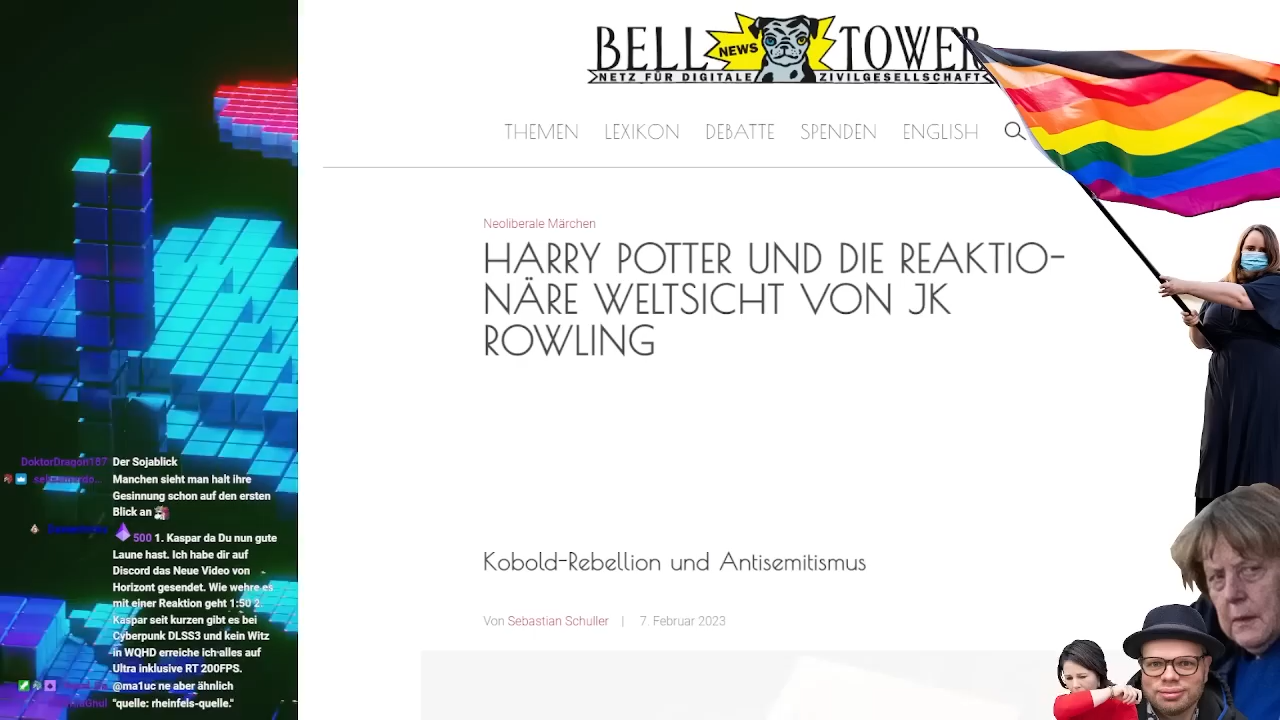 BELL NEWS TOWER
NETZ FÜR DIGITALE ZIVILGESELLSCHAFT
THEMEN LEXIKON DEBATTE SPENDEN ENGLISH
Neoliberale Märchen
HARRY POTTER UND DIE REAKTIO-
NÄRE WELTSICHT VON JK
ROWLING
Kobold-Rebellion und Antisemitismus
Von Sebastian Schuller | 7. Februar 2023
DoktorDragon187 Der Sojablick
Manchen sieht man halt ihre
Gesinnung schon auf den ersten
Blick an
500 1. Kaspar da Du nun gute
Laune hast. Ich habe dir auf
Discord das Neue Video von
Horizont gesendet. Wie wehre es
mit einer Reaktion geht 1:50 2.
Kaspar seit kurzen gibt es bei
Cyberpunk DLSS3 und kein Witz
in WQHD erreiche ich alles auf
Ultra inklusive RT 200FPS.
@ma1uc ne aber ähnlich
"quelle: rheinfels-quelle."